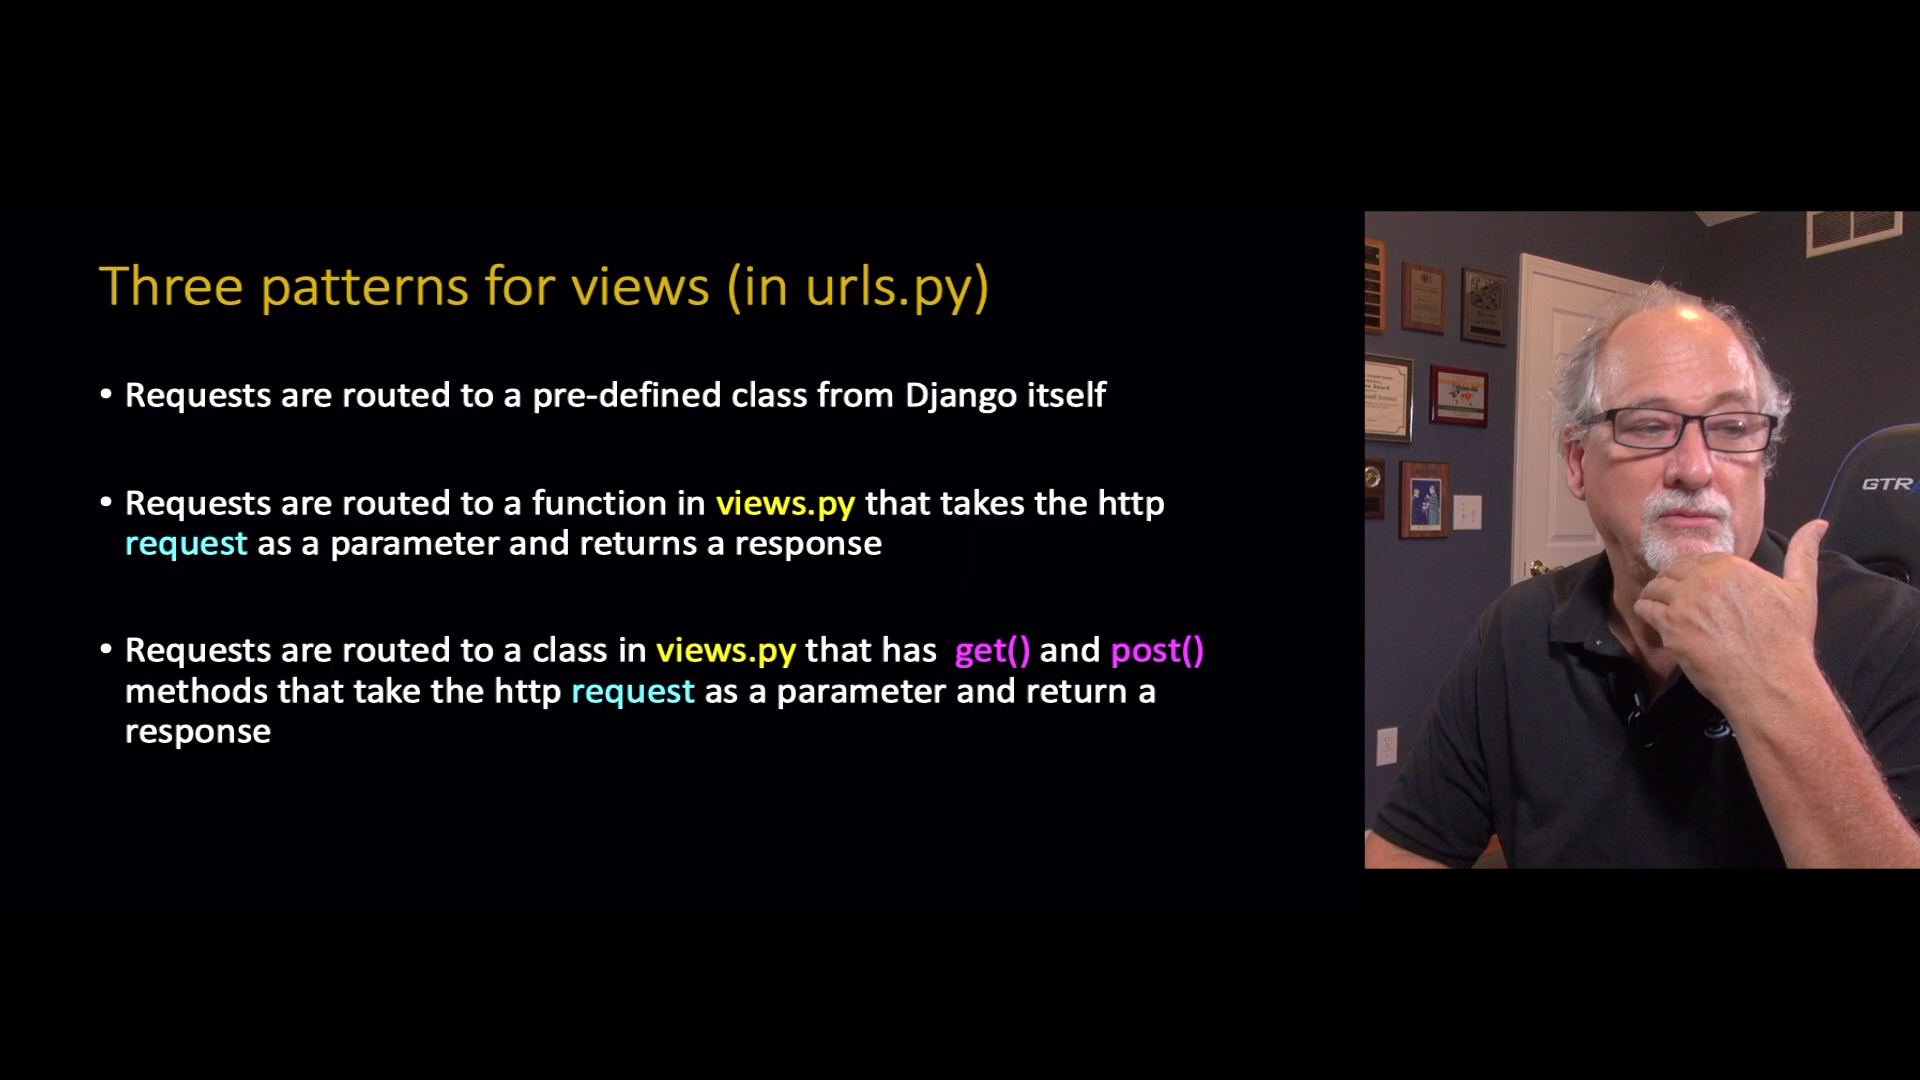 Three patterns for views (in urls.py)
• Requests are routed to a pre-defined class from Django itself
• Requests are routed to a function in views.py that takes the http
request as a parameter and returns a response
• Requests are routed to a class in views.py that has get() and post()
methods that take the http request as a parameter and return a
response
GTR